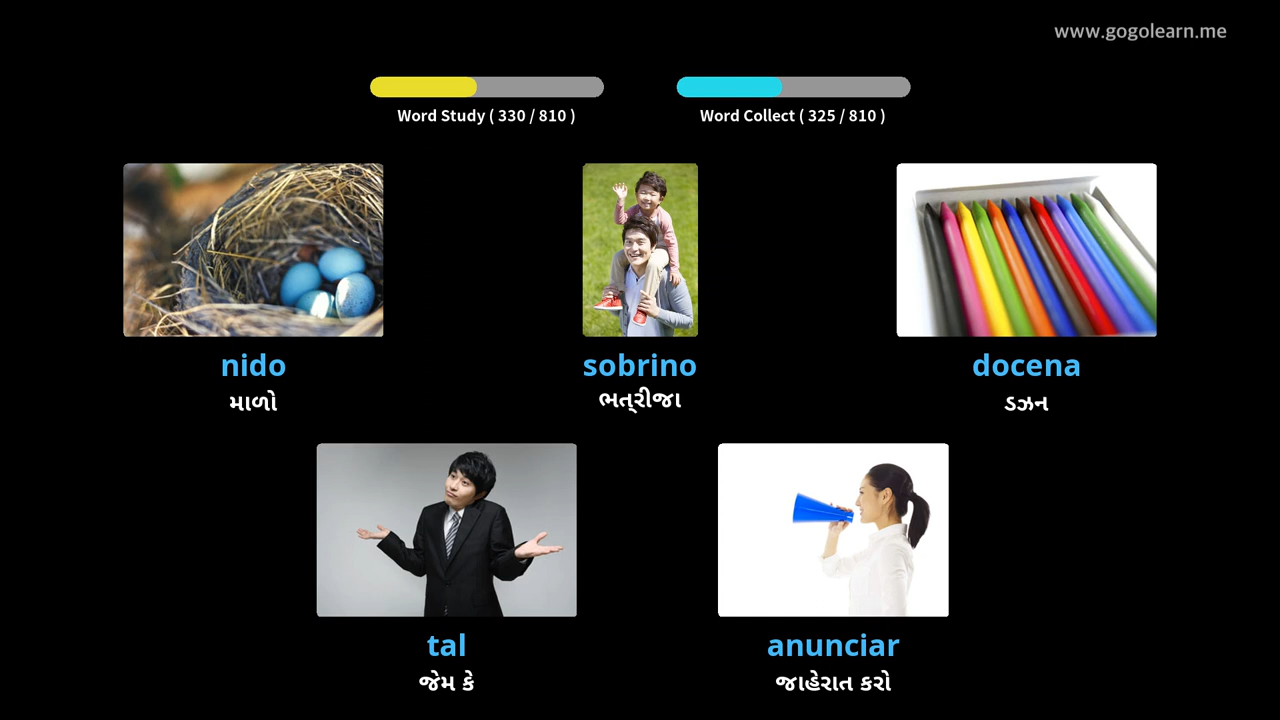 www.gogolearn.me
Word Study ( 330 / 810 )
Word Collect ( 325 / 810 )
nido
માળો
sobrino
ભત્રીજા
docena
ડઝન
tal
જેમ કે
anunciar
જાહેરાત કરો